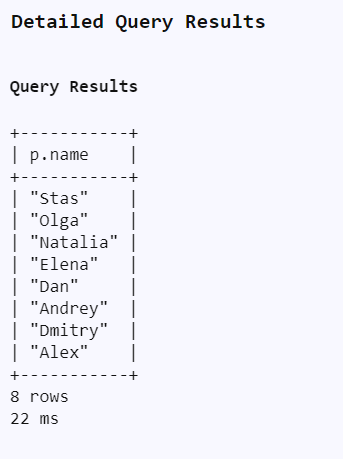 Detailed Query Results
Query Results
+-----------+
| p.name    |
+-----------+
| "Stas"    |
| "Olga"    |
| "Natalia" |
| "Elena"   |
| "Dan"     |
| "Andrey"  |
| "Dmitry"  |
| "Alex"    |
+-----------+
8 rows
22 ms